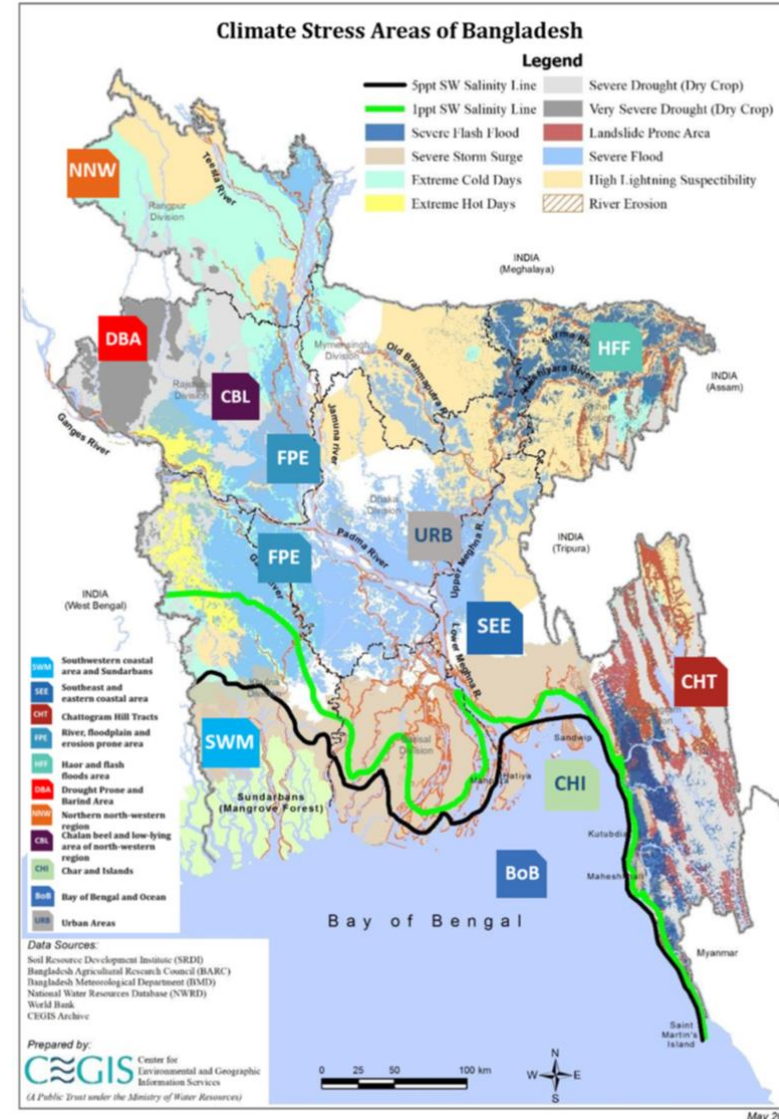 Climate Stress Areas of Bangladesh
Legend
5ppt SW Salinity Line
1ppt SW Salinity Line
Severe Flash Flood
Severe Storm Surge
Extreme Cold Days
Extreme Hot Days
Severe Drought (Dry Crop)
Very Severe Drought (Dry Crop)
Landslide Prone Area
Severe Flood
High Lightning Suspectibility
River Erosion
NNW
Teesta River
Rangpur
Division
INDIA
(Meghalaya)
DBA
Mymensingh
Division
Old Brahmaputra R.
HFF
INDIA
(Assam)
Division
CBL
Ganges River
Jamuna river
FPE
Dhaka
Division
URB
FPE
Padma River
Upper Meghna R.
INDIA
(Tripura)
INDIA
(West Bengal)
SEE
Lower Meghna R.
CHT
Division
SWM
Division
Sandwip
Hatiya
CHI
Sundarbans
(Mangrove Forest)
Kutubdia
BoB
Bay of Bengal
Myanmar
Saint
Martin's
Island
SWM Southwestern coastal
area and Sundarbans
SEE Southeast and
eastern coastal area
CHT Chattogram Hill Tracts
FPE River, floodplain and
erosion prone area
HFF Haor and flash
floods area
DBA Drought Prone and
Barind Area
NNW Northern north-western
region
CBL Chalan beel and low-lying
area of north-western
region
CHI Char and Islands
BoB Bay of Bengal and Ocean
URB Urban Areas
Data Sources:
Soil Resource Development Institute (SRDI)
Bangladesh Agricultural Research Council (BARC)
Bangladesh Meteorological Department (BMD)
National Water Resources Database (NWRD)
World Bank
CEGIS Archive
Prepared by:
CEGIS
Center for
Environmental and Geographic
Information Services
(A Public Trust under the Ministry of Water Resources)
0 25 50 100 km
N
W E
S